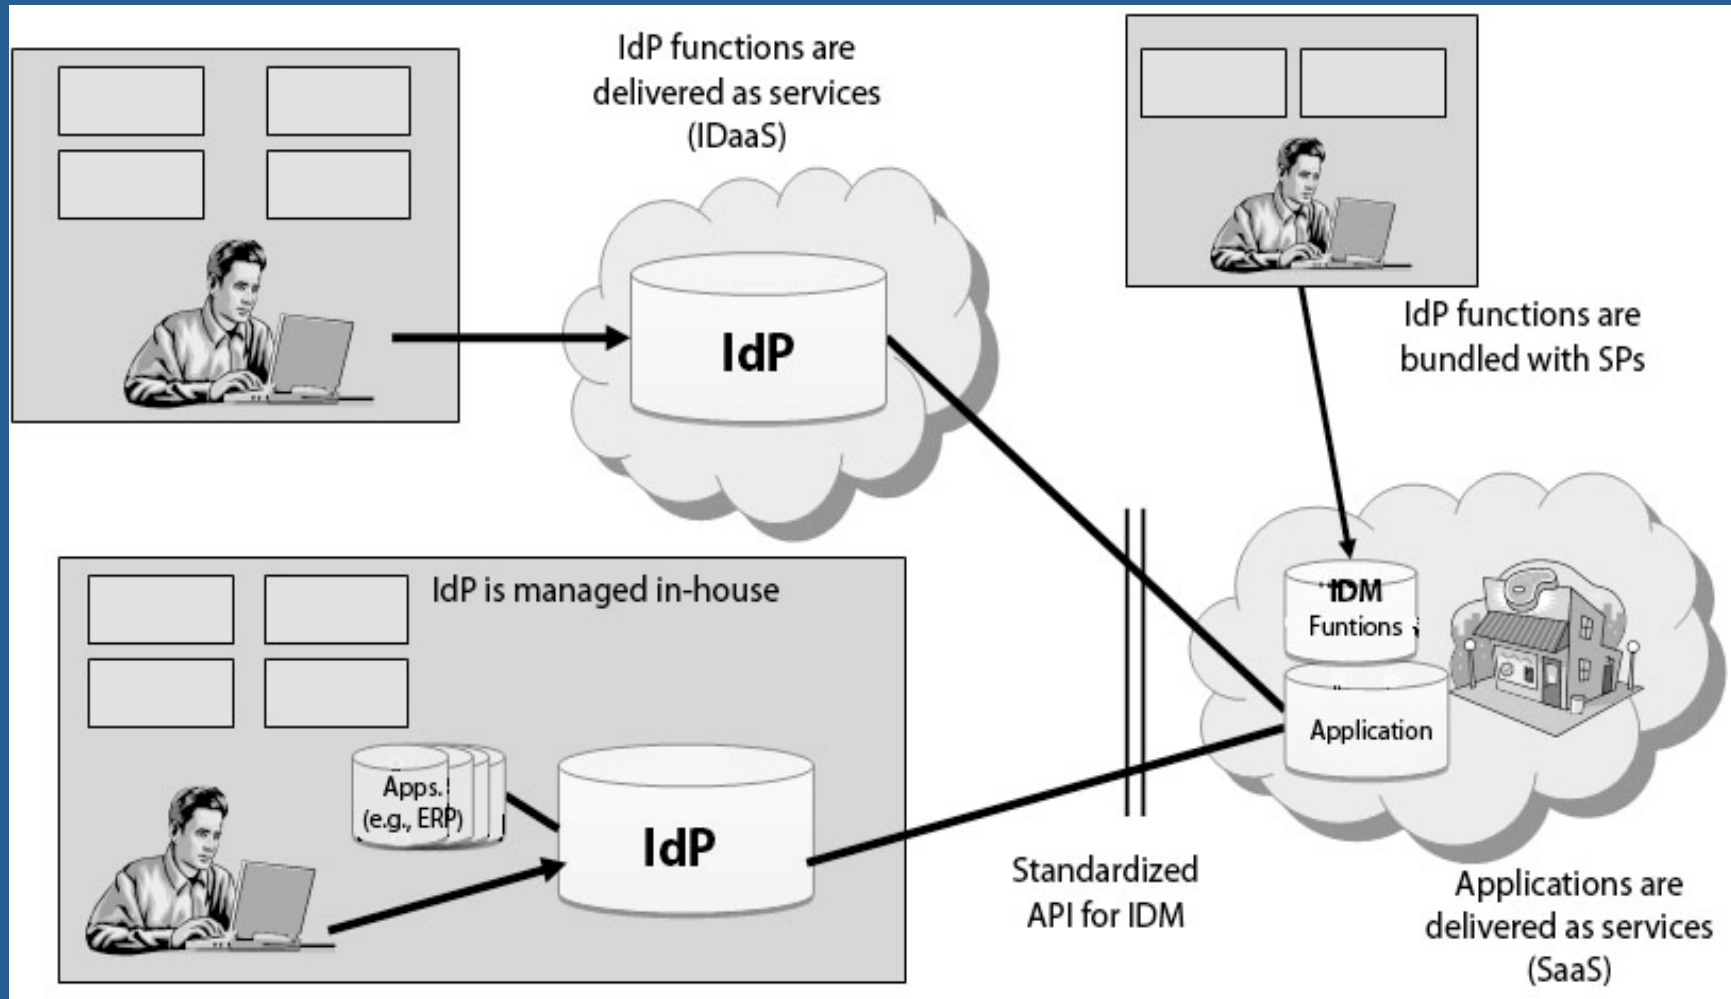 IdP functions are
delivered as services
(IDaaS)
IdP
IdP functions are
bundled with SPs
IDM
Funtions
Application
Applications are
delivered as services
(SaaS)
IdP is managed in-house
Apps.
(e.g., ERP)
IdP
Standardized
API for IDM